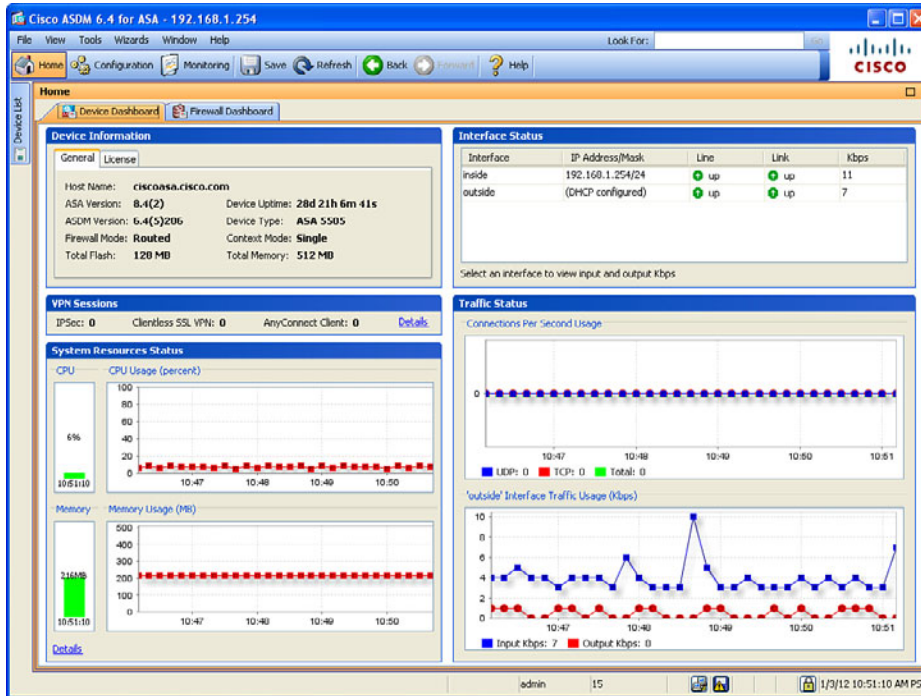 Cisco ASDM 6.4 for ASA - 192.168.1.254
File View Tools Wizards Window Help
Look For:
Go
Home Configuration Monitoring Save Refresh Back Forward Help
CISCO
Device List
Home
Device Dashboard Firewall Dashboard
Device Information
General License
Host Name: ciscoasa.cisco.com
ASA Version: 8.4(2) Device Uptime: 28d 21h 6m 41s
ASDM Version: 6.4(5)206 Device Type: ASA 5505
Firewall Mode: Routed Context Mode: Single
Total Flash: 128 MB Total Memory: 512 MB
Interface Status
Interface IP Address/Mask Line Link Kbps
inside 192.168.1.254/24 up up 11
outside (DHCP configured) up up 7
Select an interface to view input and output Kbps
VPN Sessions
IPSec: 0 Clientless SSL VPN: 0 AnyConnect Client: 0 Details
System Resources Status
CPU
6%
10:51:10
CPU Usage (percent)
100
80
60
40
20
0
10:47 10:48 10:49 10:50
Memory
216MB
10:51:10
Memory Usage (MB)
500
400
300
200
100
0
10:47 10:48 10:49 10:50
Details
Traffic Status
Connections Per Second Usage
0
10:47 10:48 10:49 10:50 10:51
UDP: 0 TCP: 0 Total: 0
'outside' Interface Traffic Usage (Kbps)
10
8
6
4
2
0
10:47 10:48 10:49 10:50 10:51
Input Kbps: 7 Output Kbps: 0
admin 15 1/3/12 10:51:10 AM PS